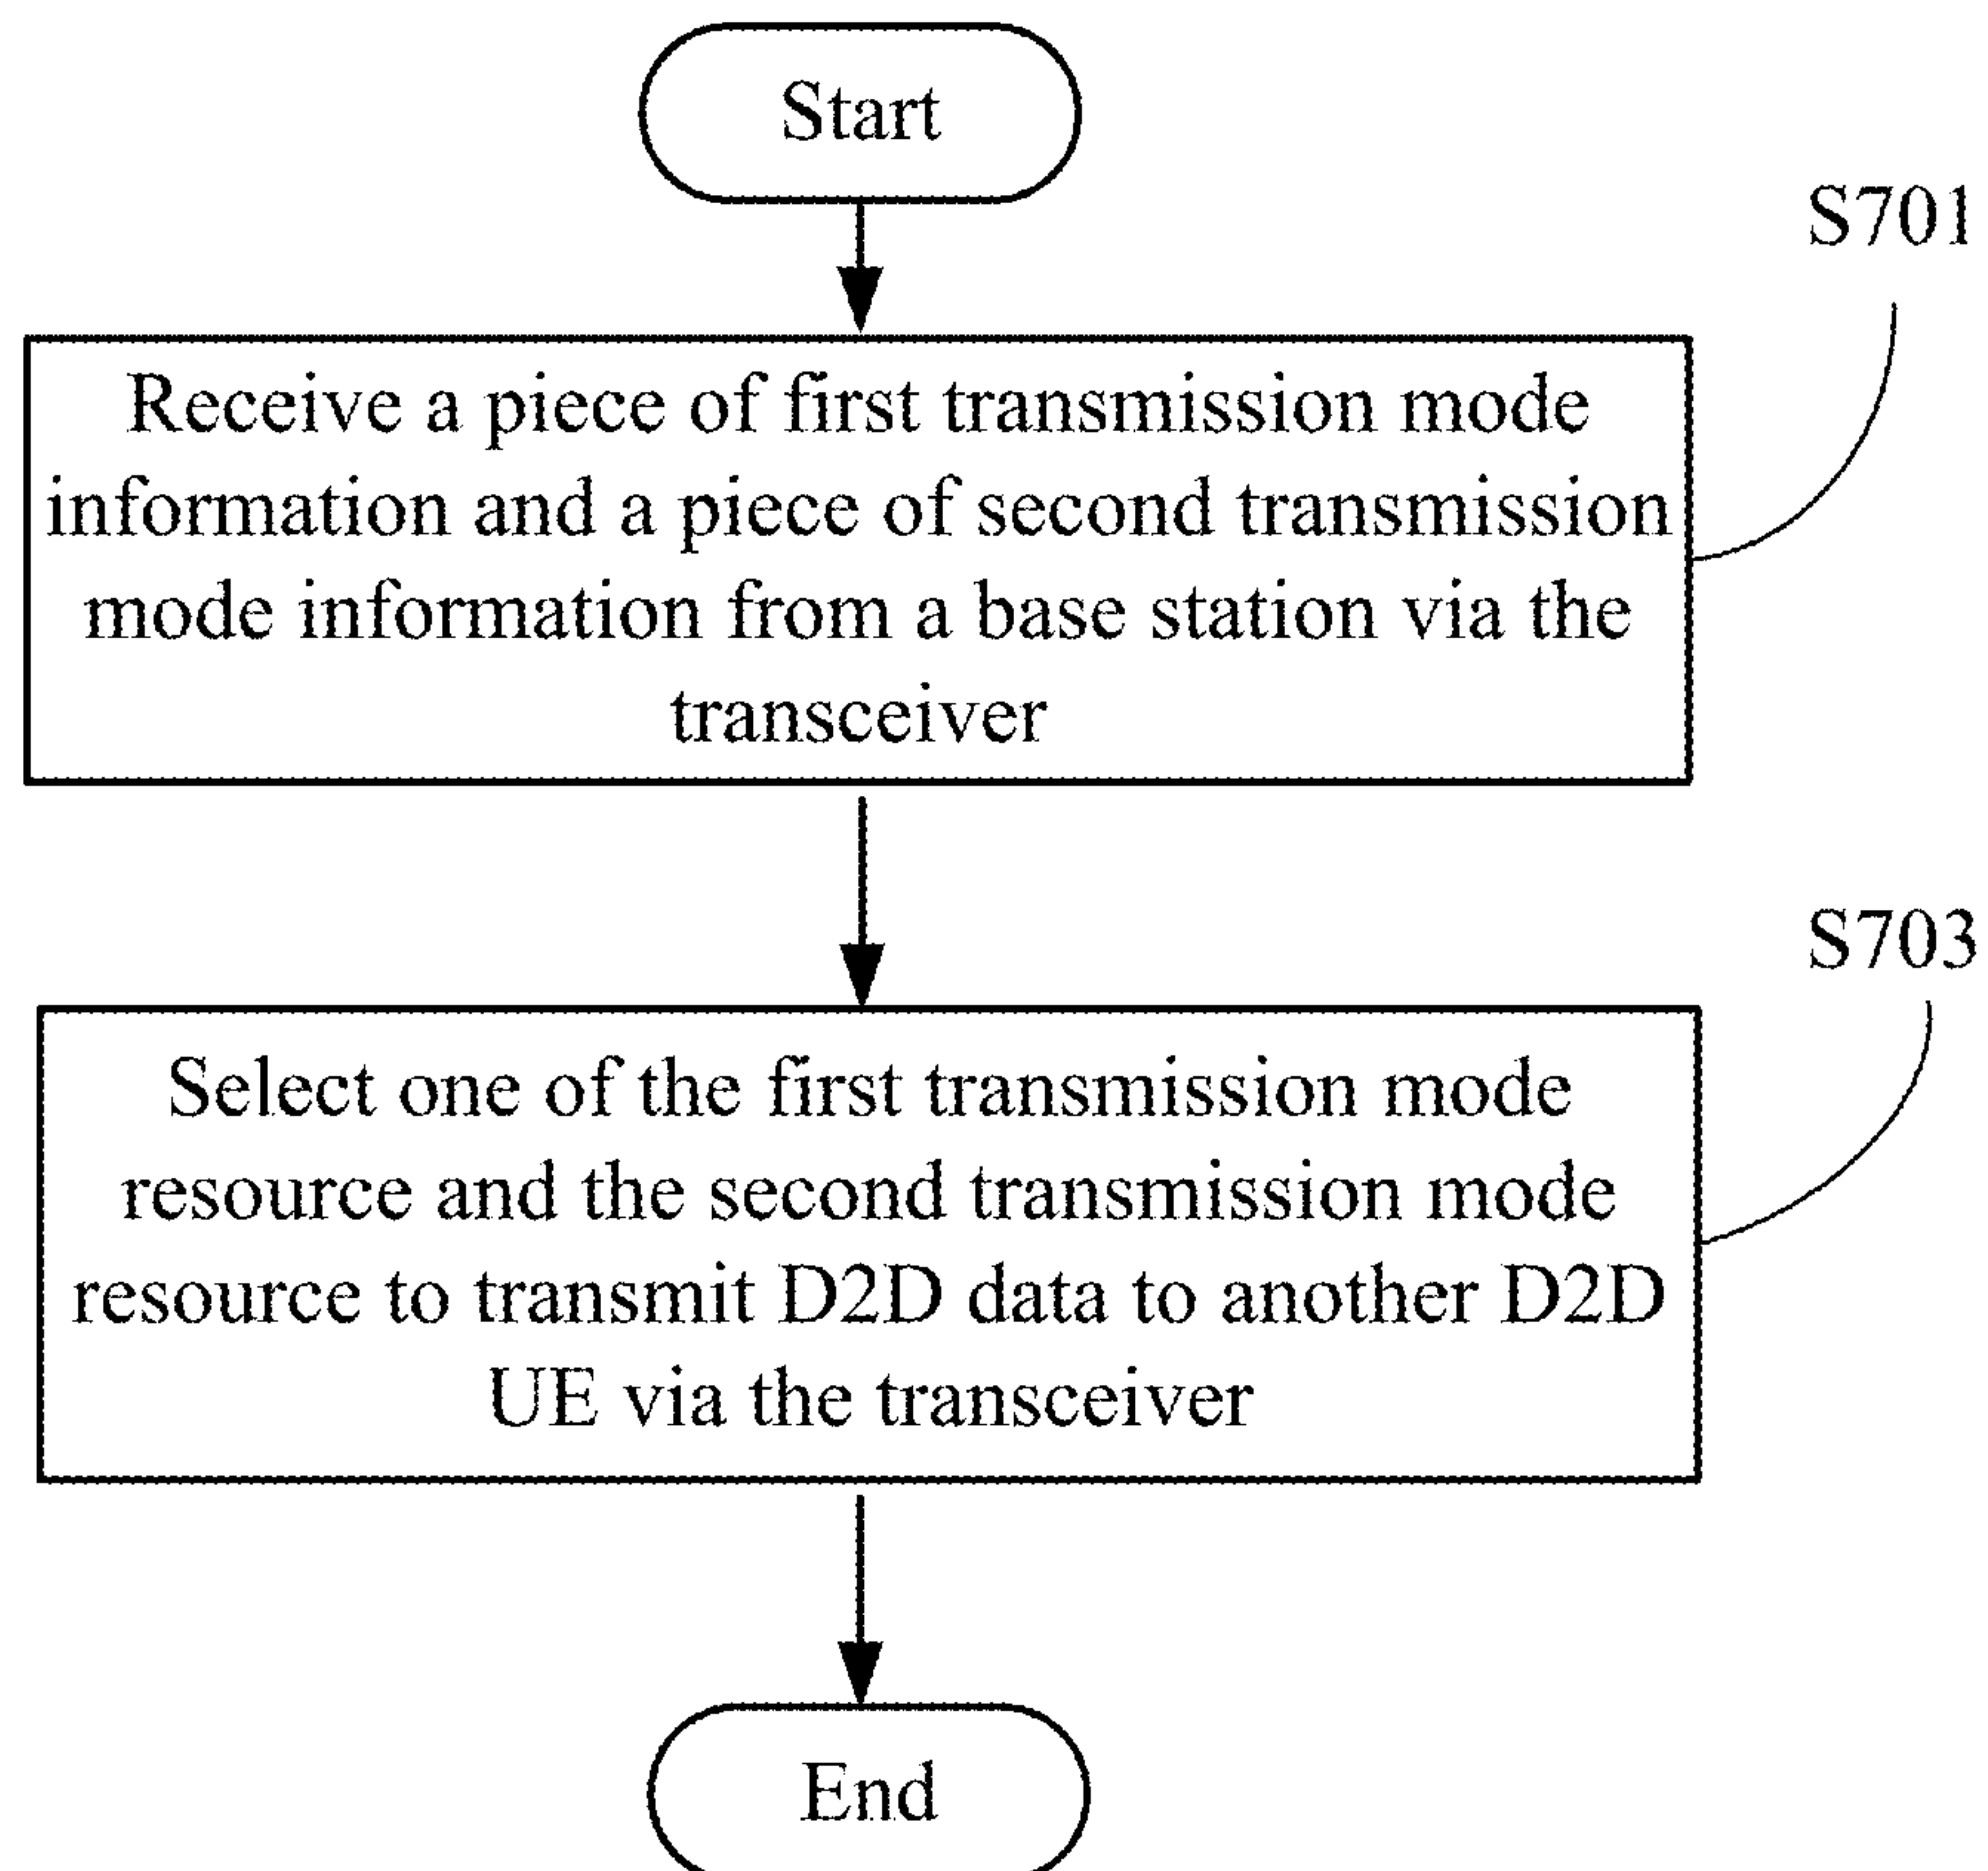 Start
S701
Receive a piece of first transmission mode
information and a piece of second transmission
mode information from a base station via the
transceiver
S703
Select one of the first transmission mode
resource and the second transmission mode
resource to transmit D2D data to another D2D
UE via the transceiver
End